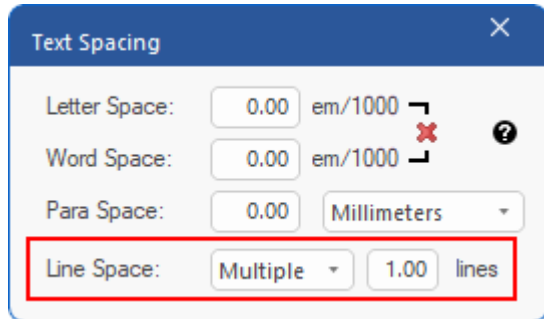 Text Spacing
Letter Space: 0.00 em/1000
Word Space: 0.00 em/1000
Para Space: 0.00 Millimeters
Line Space: Multiple 1.00 lines